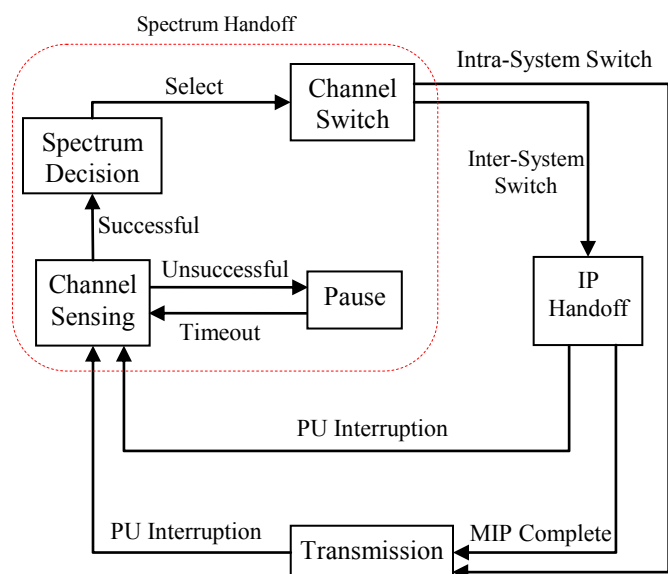 Spectrum Handoff
Intra-System Switch
Select
Channel
Switch
Spectrum
Decision
Inter-System
Switch
Successful
Channel
Sensing
Unsuccessful
Timeout
Pause
IP
Handoff
PU Interruption
PU Interruption
Transmission
MIP Complete